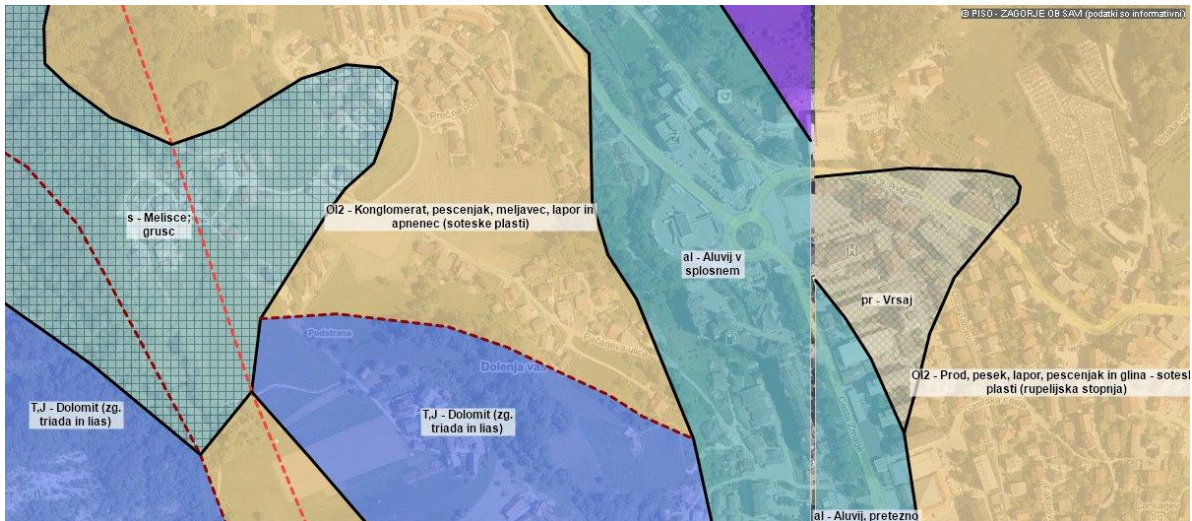 © PISO - ZAGORJE OB SAVI (podatki so informativni)
s - Melisce;
grusc
Ol2 - Konglomerat, pescenjak, meljavec, lapor in
apnenec (soteske plasti)
al - Aluvij v
splosnem
pr - Vrsaj
Podstrana
Dolenja vas
Ol2 - Prod, pesek, lapor, pescenjak in glina - sotesk
plasti (rupelijska stopnja)
T,J - Dolomit (zg.
triada in lias)
T,J - Dolomit (zg.
triada in lias)
al - Aluvij, pretezno